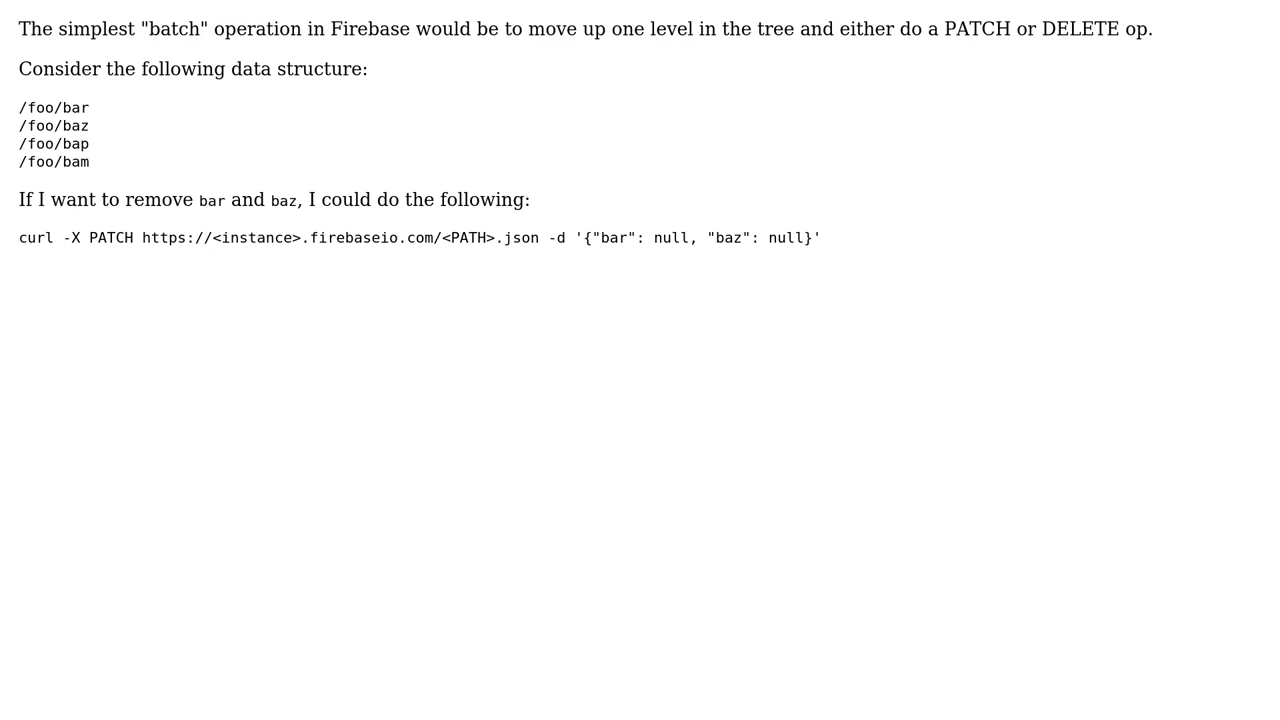 The simplest "batch" operation in Firebase would be to move up one level in the tree and either do a PATCH or DELETE op.
Consider the following data structure:
/foo/bar
/foo/baz
/foo/bap
/foo/bam
If I want to remove bar and baz, I could do the following:
curl -X PATCH https://<instance>.firebaseio.com/<PATH>.json -d '{"bar": null, "baz": null}'